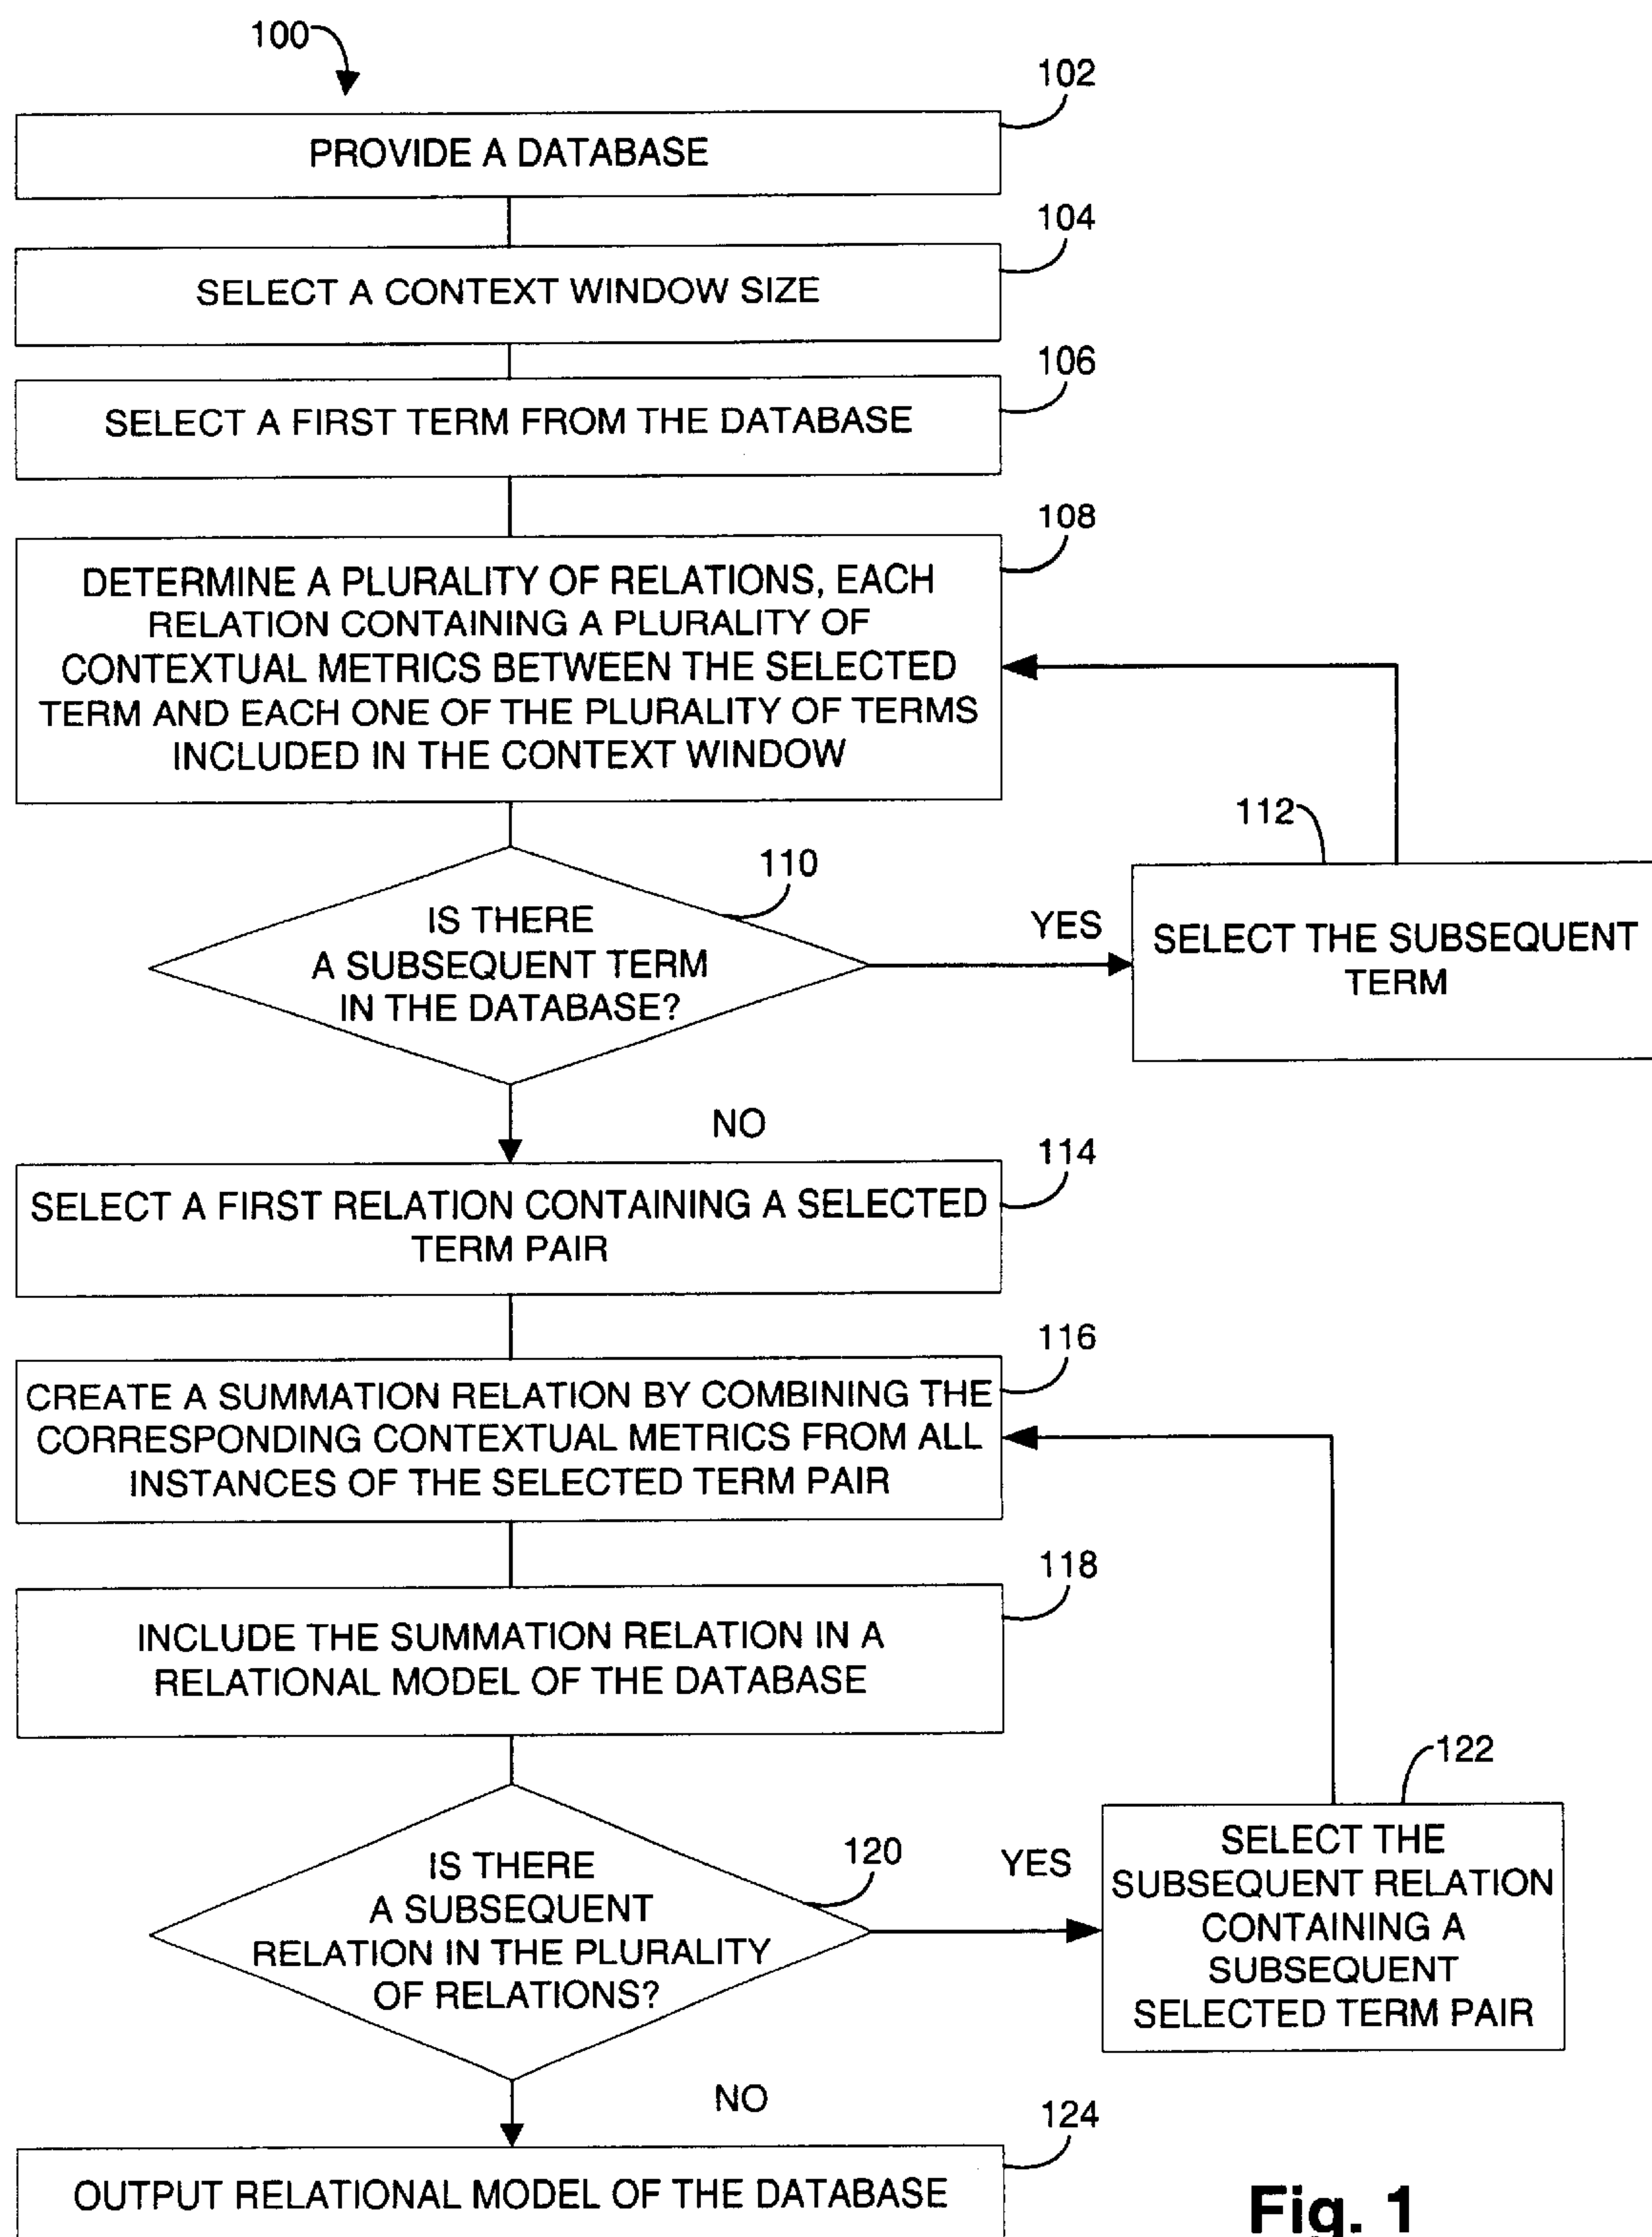 100
102
PROVIDE A DATABASE
104
SELECT A CONTEXT WINDOW SIZE
106
SELECT A FIRST TERM FROM THE DATABASE
108
DETERMINE A PLURALITY OF RELATIONS, EACH
RELATION CONTAINING A PLURALITY OF
CONTEXTUAL METRICS BETWEEN THE SELECTED
TERM AND EACH ONE OF THE PLURALITY OF TERMS
INCLUDED IN THE CONTEXT WINDOW
110
IS THERE
A SUBSEQUENT TERM
IN THE DATABASE?
YES
112
SELECT THE SUBSEQUENT
TERM
NO
114
SELECT A FIRST RELATION CONTAINING A SELECTED
TERM PAIR
116
CREATE A SUMMATION RELATION BY COMBINING THE
CORRESPONDING CONTEXTUAL METRICS FROM ALL
INSTANCES OF THE SELECTED TERM PAIR
118
INCLUDE THE SUMMATION RELATION IN A
RELATIONAL MODEL OF THE DATABASE
120
IS THERE
A SUBSEQUENT
RELATION IN THE PLURALITY
OF RELATIONS?
YES
122
SELECT THE
SUBSEQUENT RELATION
CONTAINING A
SUBSEQUENT
SELECTED TERM PAIR
NO
124
OUTPUT RELATIONAL MODEL OF THE DATABASE
Fig. 1